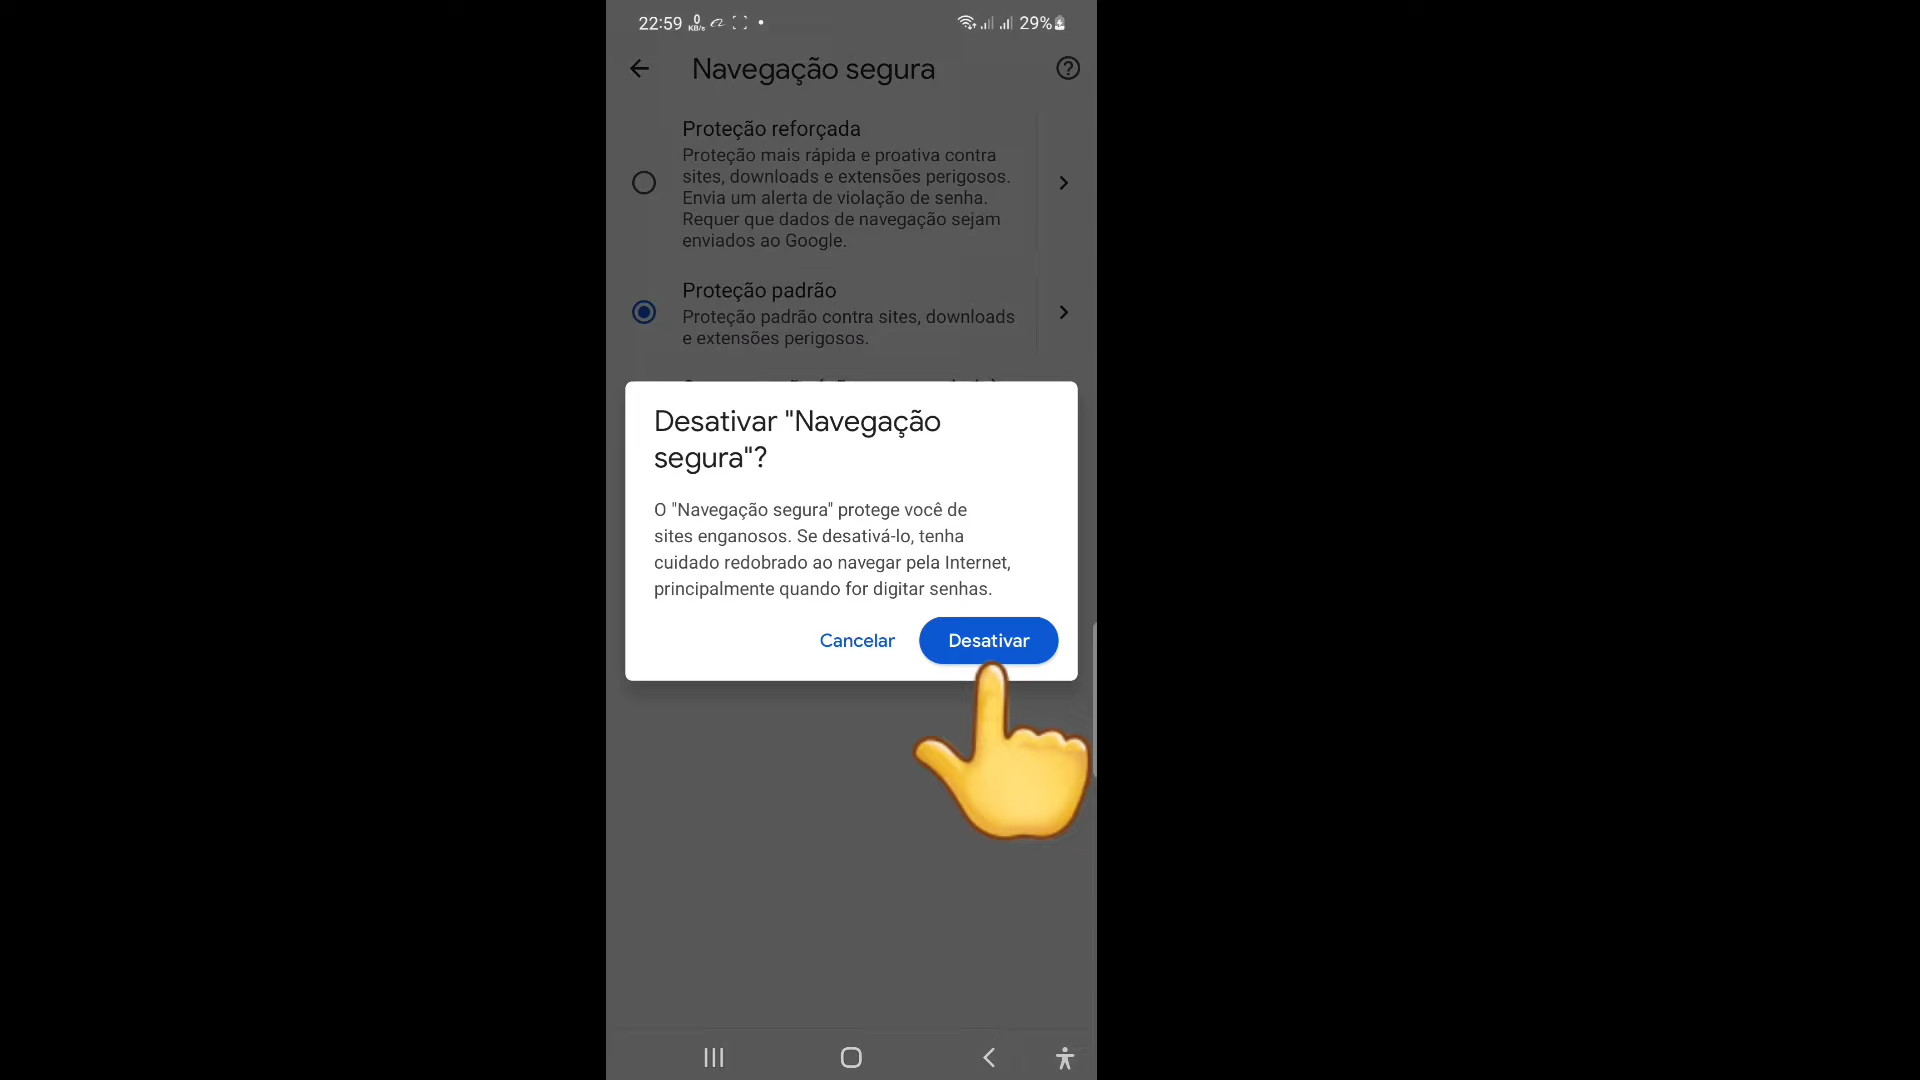 22:59 0 KB/s 29%
Navegação segura
Proteção reforçada
Proteção mais rápida e proativa contra
sites, downloads e extensões perigosos.
Envia um alerta de violação de senha.
Requer que dados de navegação sejam
enviados ao Google.
Proteção padrão
Proteção padrão contra sites, downloads
e extensões perigosos.
Desativar "Navegação
segura"?
O "Navegação segura" protege você de
sites enganosos. Se desativá-lo, tenha
cuidado redobrado ao navegar pela Internet,
principalmente quando for digitar senhas.
Cancelar Desativar